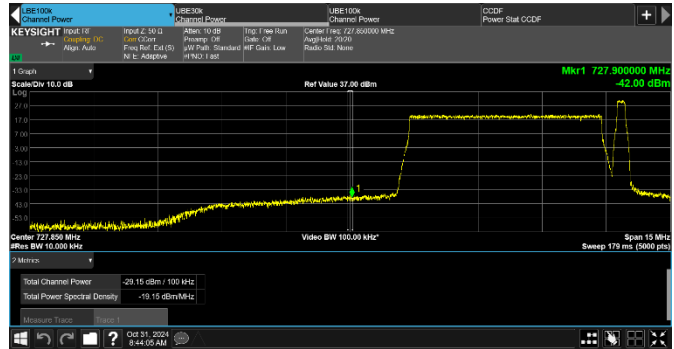 LBE100k
Channel Power
UBE30k
Channel Power
UBE100k
Channel Power
CCDF
Power Stat CCDF
KEYSIGHT
Input: RF
Coupling: DC
Align: Auto
Input Z: 50 Ω
Corr CCorr
Freq Ref: Ext (S)
NFE: Adaptive
Atten: 10 dB
Preamp: Off
µW Path: Standard
#PNO: Fast
Trig: Free Run
Gate: Off
#IF Gain: Low
Center Freq: 727.850000 MHz
Avg|Hold: 20/20
Radio Std: None
1 Graph
Scale/Div 10.0 dB
Log
Ref Value 37.00 dBm
Mkr1 727.900000 MHz
-42.00 dBm
27.0
17.0
7.00
-3.00
-13.0
-23.0
-33.0
-43.0
-53.0
1
Center 727.850 MHz
#Res BW 10.000 kHz
Video BW 100.00 kHz*
Span 15 MHz
Sweep 179 ms (5000 pts)
2 Metrics
Total Channel Power -29.15 dBm / 100 kHz
Total Power Spectral Density -19.15 dBm/MHz
Measure Trace Trace 1
?
Oct 31, 2024
8:44:05 AM